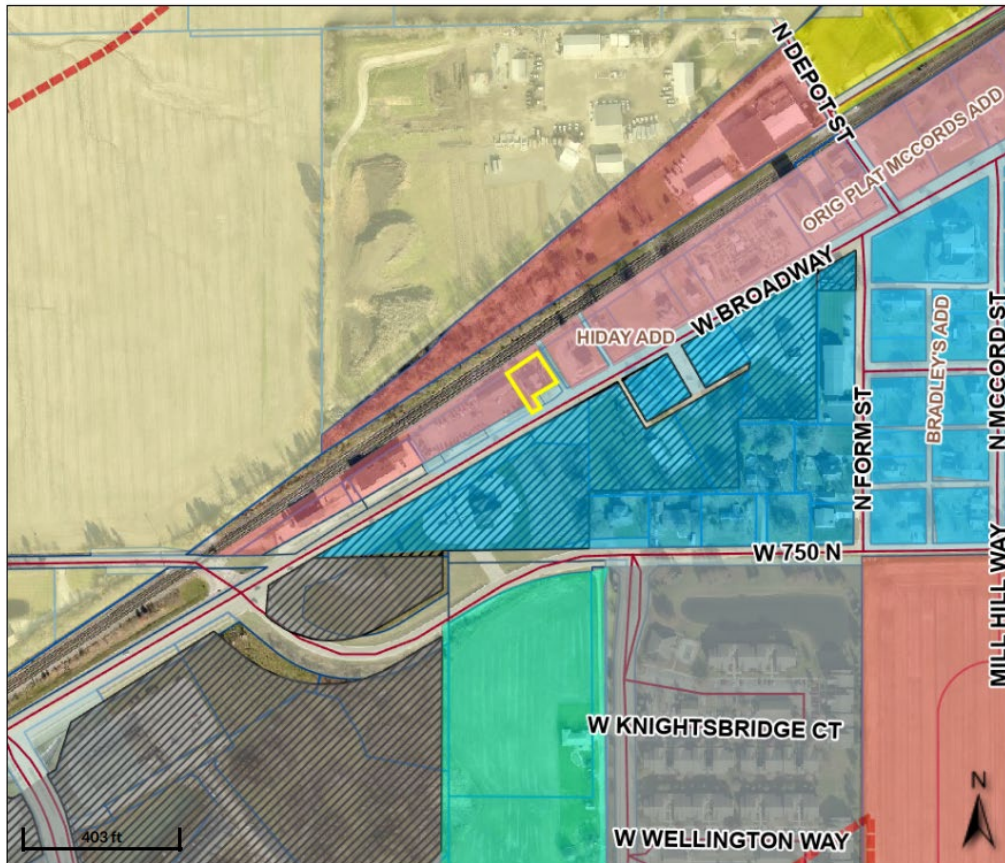 N DEPOT ST
ORIG PLAT MCCORDS ADD
W BROADWAY
HIDAY ADD
BRADLEY'S ADD
N MCCORD ST
N FORM ST
W 750 N
MILL HILL WAY
W KNIGHTSBRIDGE CT
N
403 ft
W WELLINGTON WAY